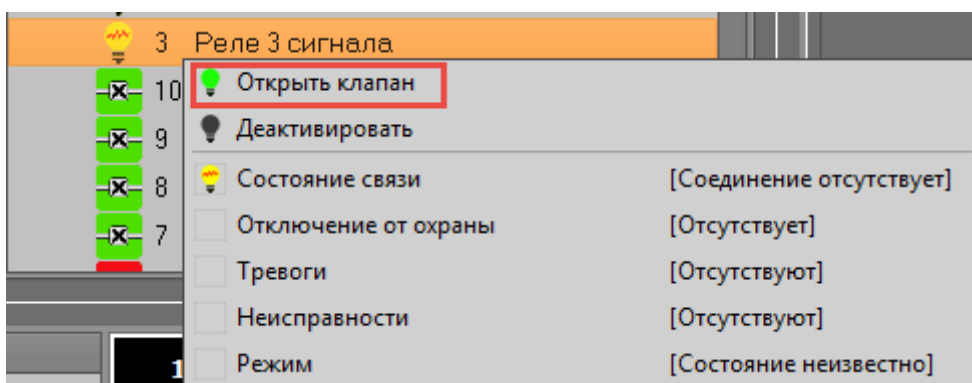 3 Реле 3 сигнала
10 Открыть клапан
9 Деактивировать
8 Состояние связи [Соединение отсутствует]
7 Отключение от охраны [Отсутствует]
Тревоги [Отсутствуют]
Неисправности [Отсутствуют]
1 Режим [Состояние неизвестно]